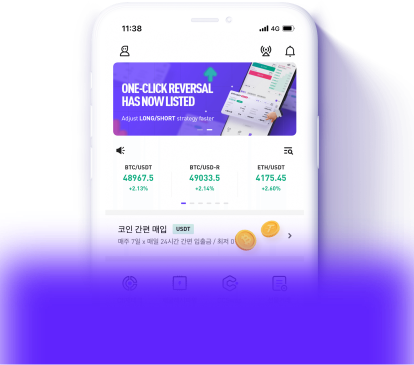 11:38
4G
ONE-CLICK REVERSAL
HAS NOW LISTED
Adjust LONG/SHORT strategy faster
BTC/USDT
48967.5
+2.13%
BTC/USD-R
49033.5
+2.14%
ETH/USDT
4175.45
+2.60%
코인 간편 매입 USDT
매주 7일 x 매일 24시간 간편 입출금 / 최저 0